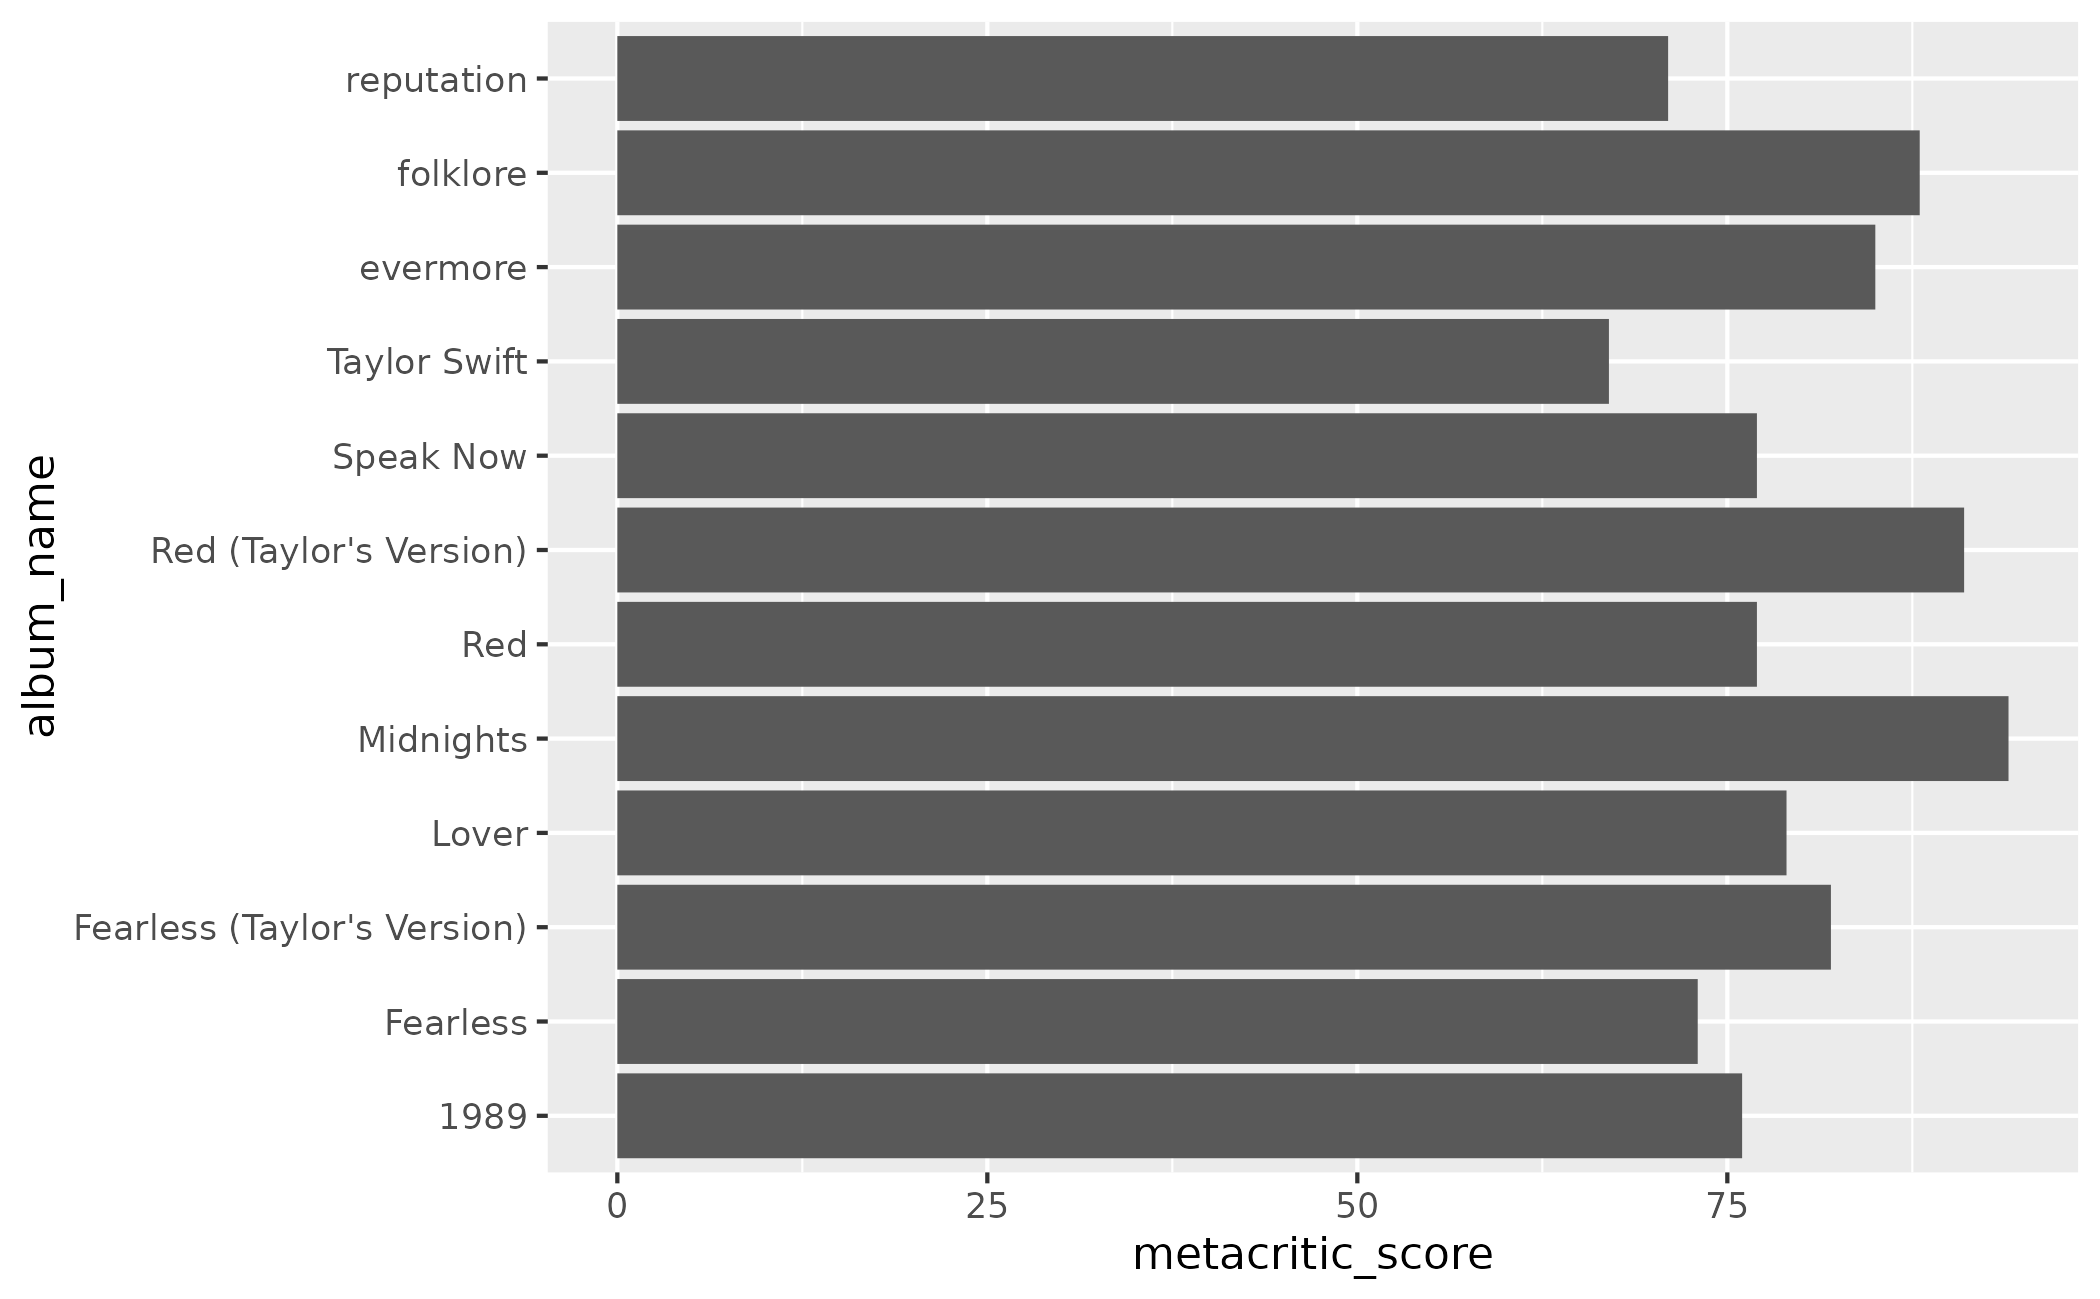 reputation
folklore
evermore
Taylor Swift
Speak Now
Red (Taylor's Version)
Red
Midnights
Lover
Fearless (Taylor's Version)
Fearless
1989
album_name
0 25 50 75
metacritic_score